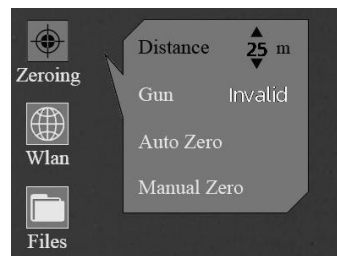 Zeroing
Wlan
Files
Distance 25 m
Gun Invalid
Auto Zero
Manual Zero